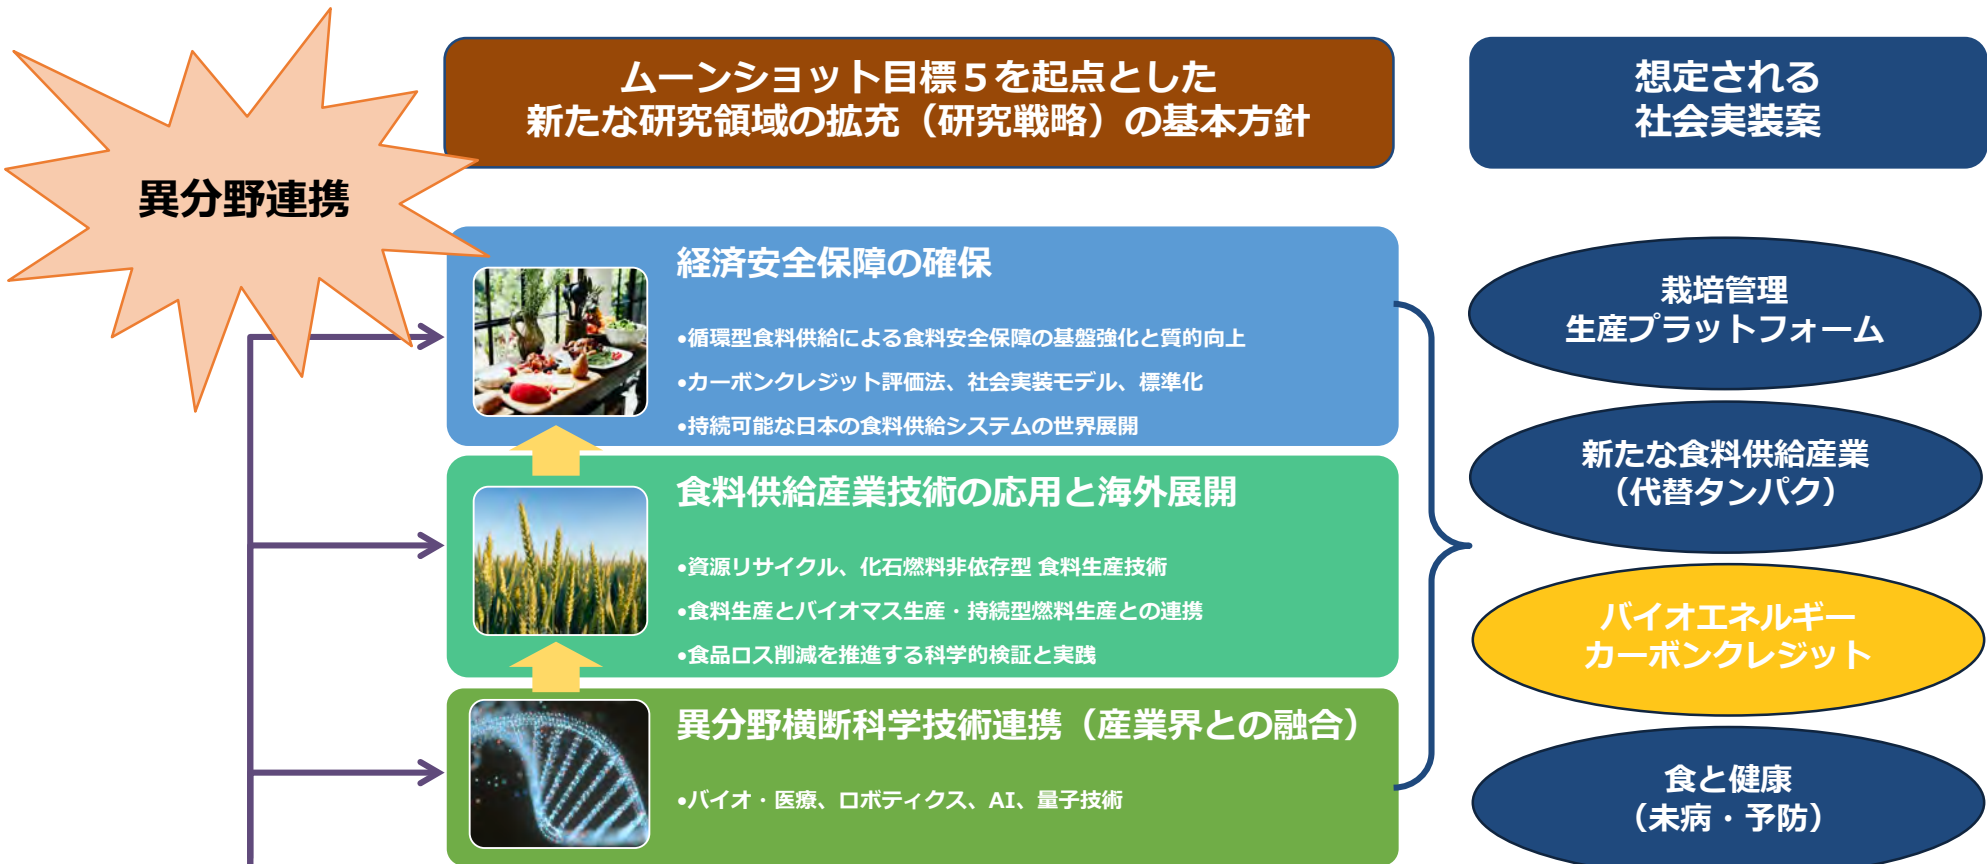 異分野連携
ムーンショット目標５を起点とした
新たな研究領域の拡充（研究戦略）の基本方針
想定される
社会実装案
経済安全保障の確保
•循環型食料供給による食料安全保障の基盤強化と質的向上
•カーボンクレジット評価法、社会実装モデル、標準化
•持続可能な日本の食料供給システムの世界展開
食料供給産業技術の応用と海外展開
•資源リサイクル、化石燃料非依存型 食料生産技術
•食料生産とバイオマス生産・持続型燃料生産との連携
•食品ロス削減を推進する科学的検証と実践
異分野横断科学技術連携（産業界との融合）
•バイオ・医療、ロボティクス、AI、量子技術
栽培管理
生産プラットフォーム
新たな食料供給産業
（代替タンパク）
バイオエネルギー
カーボンクレジット
食と健康
（未病・予防）